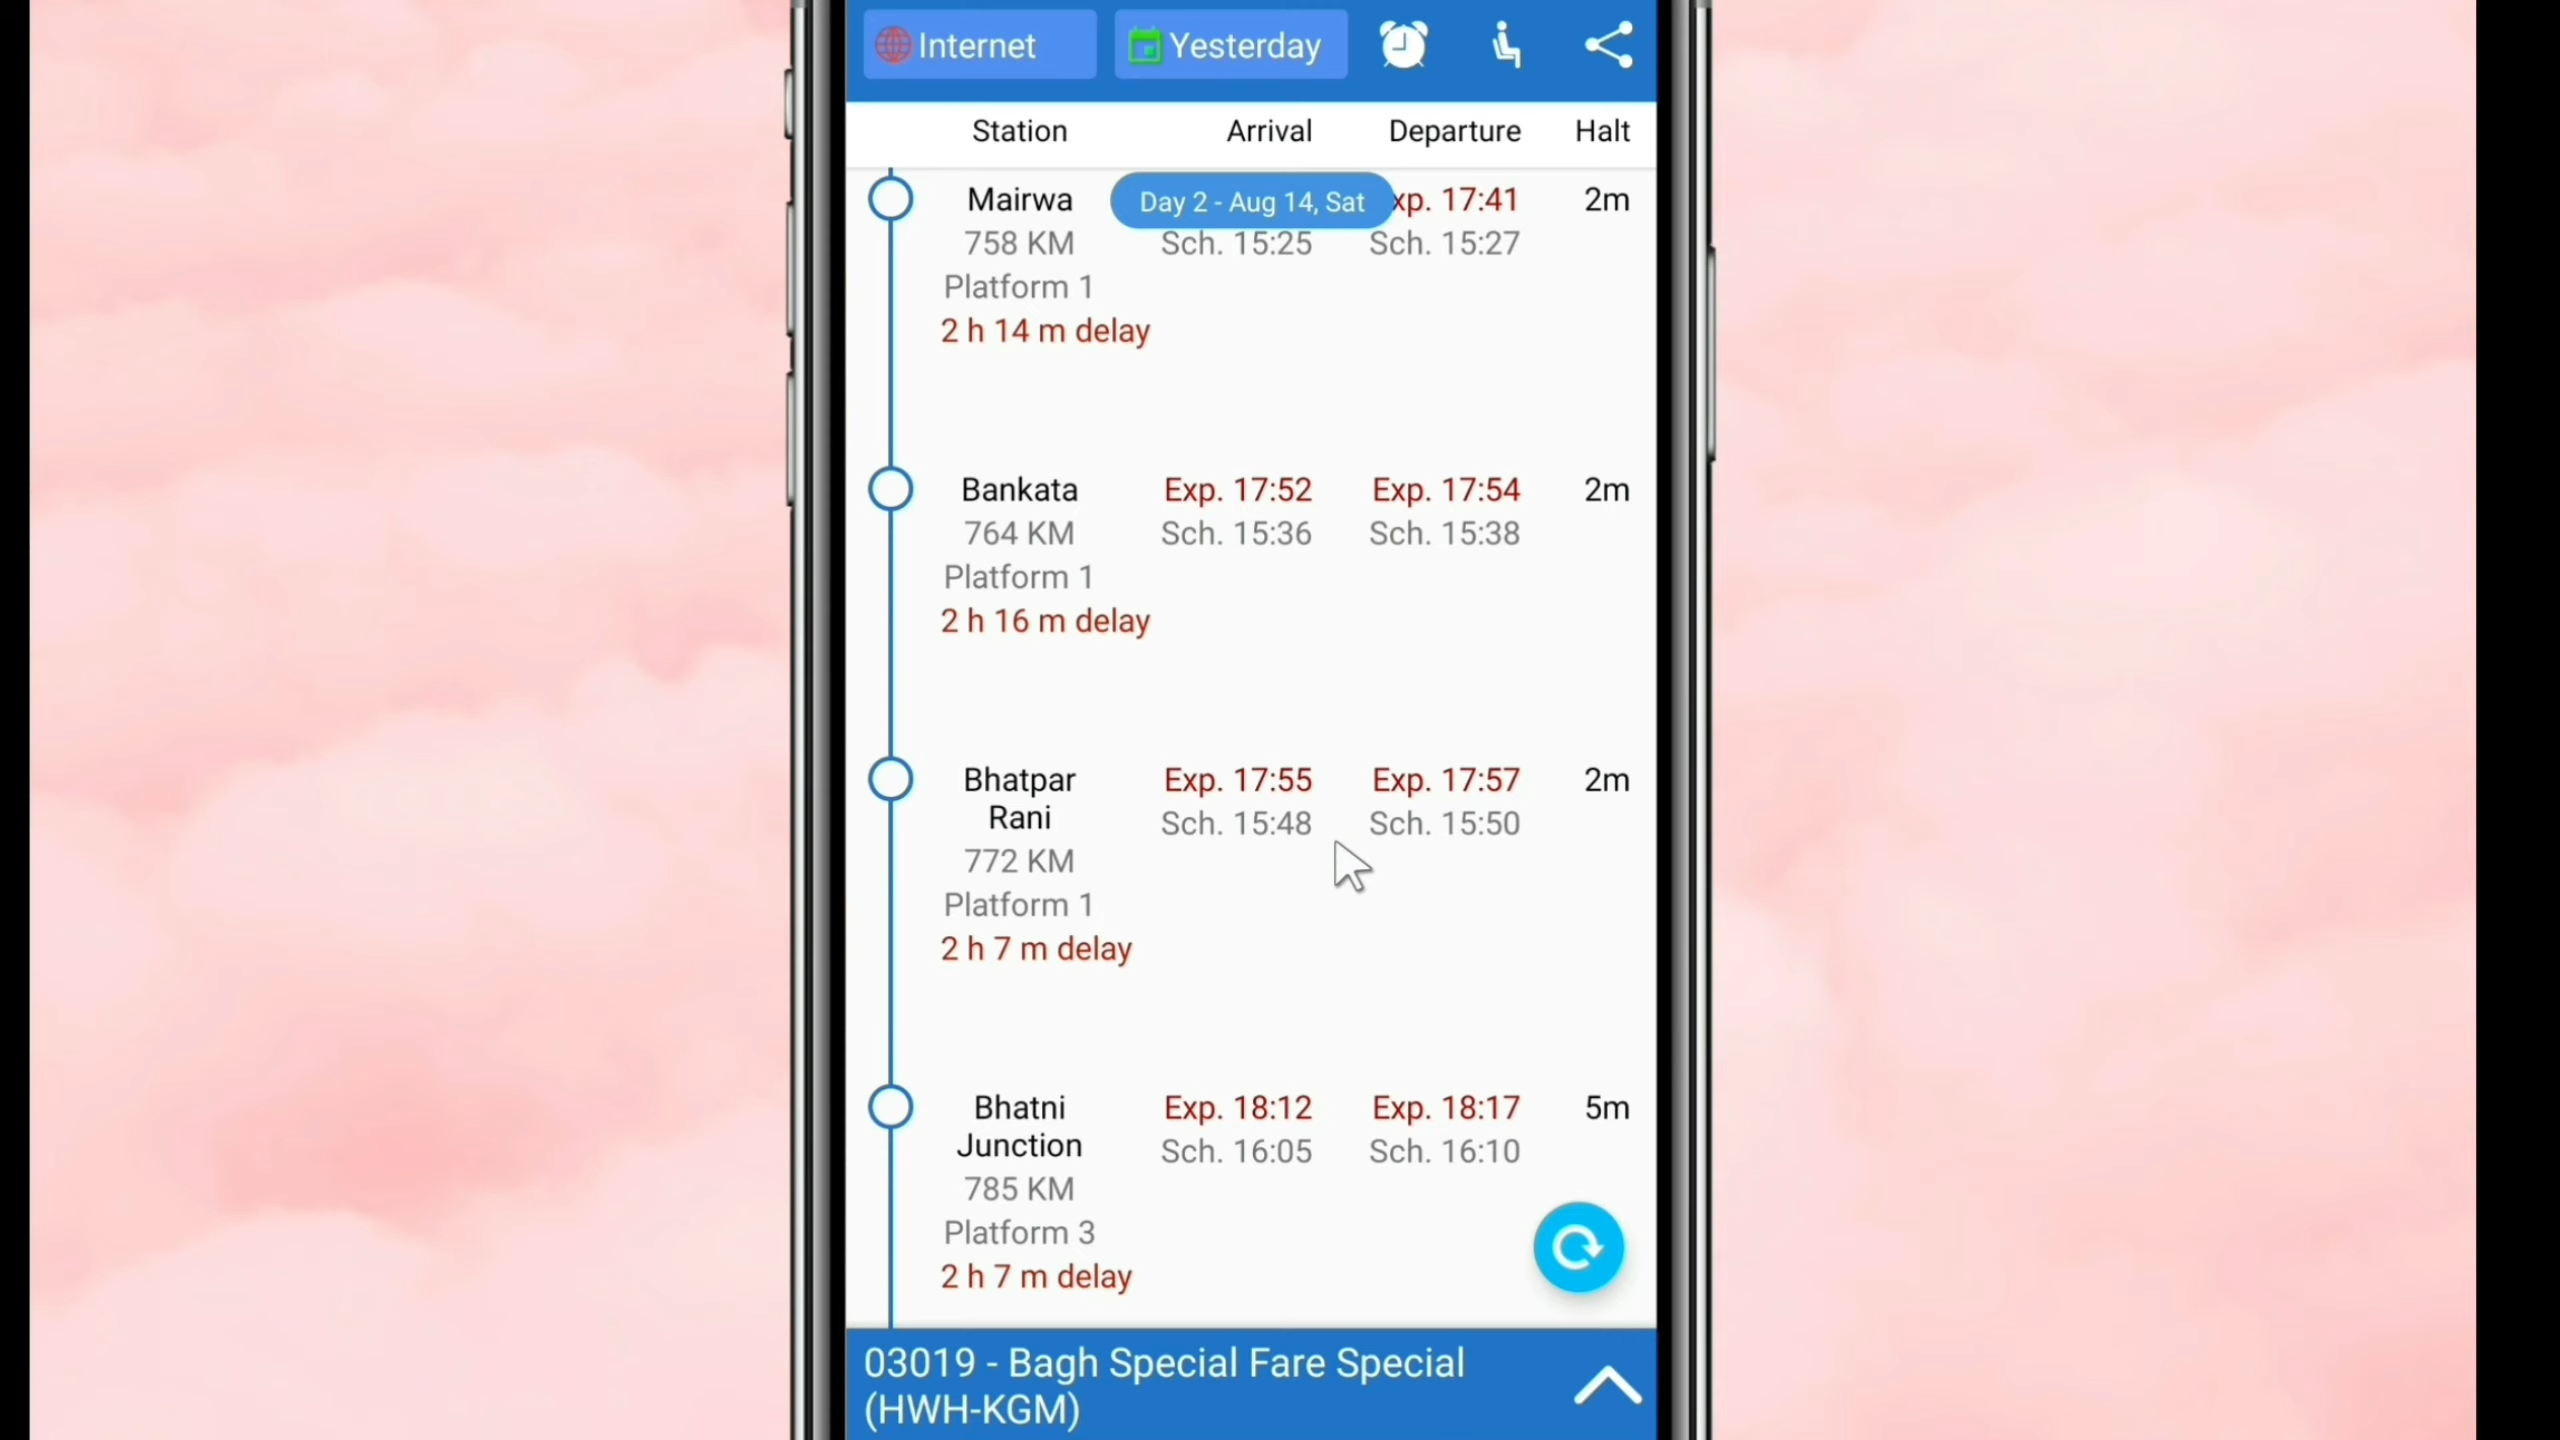 Internet Yesterday
Station Arrival Departure Halt
Mairwa Day 2 - Aug 14, Sat xp. 17:41 2m
758 KM Sch. 15:25 Sch. 15:27
Platform 1
2 h 14 m delay
Bankata Exp. 17:52 Exp. 17:54 2m
764 KM Sch. 15:36 Sch. 15:38
Platform 1
2 h 16 m delay
Bhatpar Exp. 17:55 Exp. 17:57 2m
Rani Sch. 15:48 Sch. 15:50
772 KM
Platform 1
2 h 7 m delay
Bhatni Exp. 18:12 Exp. 18:17 5m
Junction Sch. 16:05 Sch. 16:10
785 KM
Platform 3
2 h 7 m delay
03019 - Bagh Special Fare Special
(HWH-KGM)